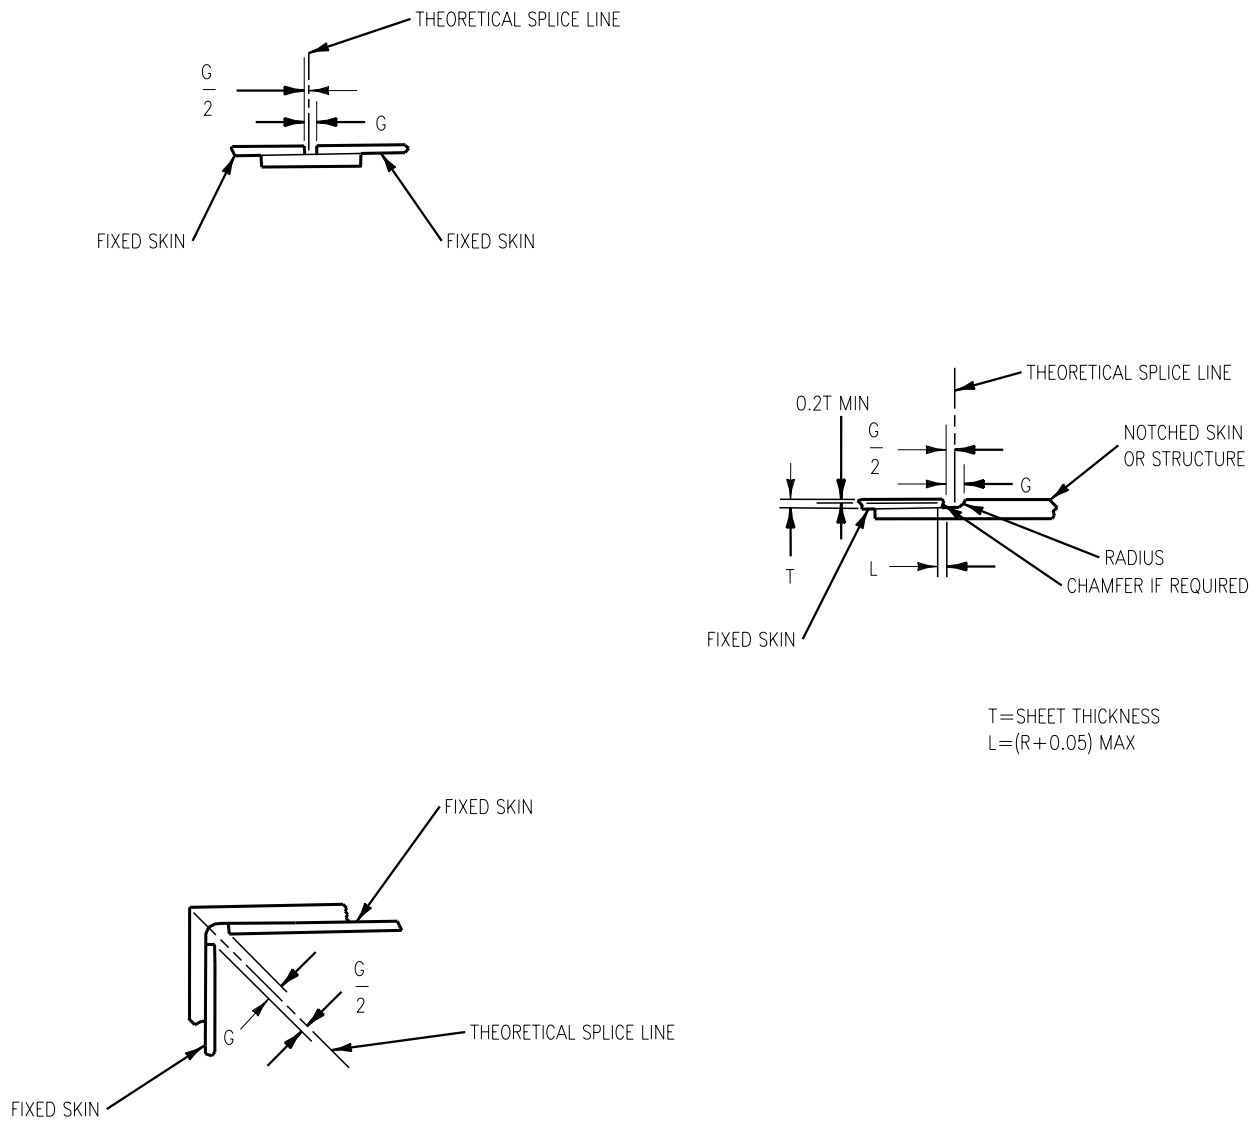 THEORETICAL SPLICE LINE
G
2
G
FIXED SKIN
FIXED SKIN
THEORETICAL SPLICE LINE
0.2T MIN
G
2
NOTCHED SKIN
OR STRUCTURE
G
RADIUS
T
L
CHAMFER IF REQUIRED
FIXED SKIN
T=SHEET THICKNESS
L=(R+0.05) MAX
FIXED SKIN
G
2
G
THEORETICAL SPLICE LINE
FIXED SKIN